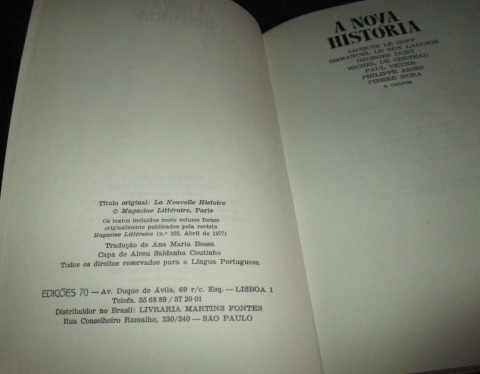 Título original: La Nouvelle Histoire
© Magazine Littéraire, Paris
Os textos incluídos neste volume foram
originalmente publicados pela revista
Magazine Littéraire (n.º 123, Abril de 1977)
Tradução de Ana Maria Bessa
Capa de Alceu Saldanha Coutinho
Todos os direitos reservados para a Língua Portuguesa
EDIÇÕES 70 — Av. Duque de Ávila, 69 r/c. Esq. — LISBOA 1
Telefs. 55 68 89 / 57 20 01
Distribuidor no Brasil: LIVRARIA MARTINS FONTES
Rua Conselheiro Ramalho, 330/340 — SÃO PAULO
A NOVA
HISTÓRIA
JACQUES LE GOFF
EMMANUEL LE ROY LADURIE
GEORGES DUBY
MICHEL DE CERTEAU
PAUL VEYNE
PHILIPPE ARIÈS
PIERRE NORA
e outros